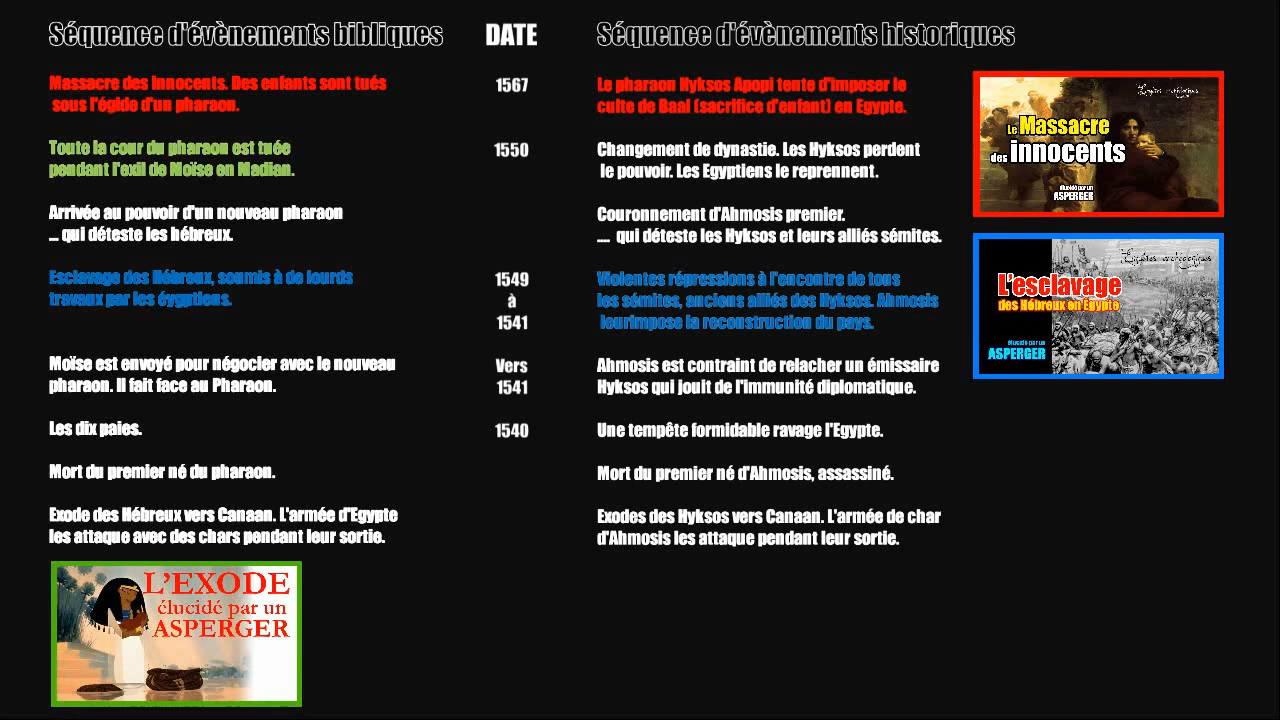 Séquence d'évènements bibliques
DATE
Séquence d'évènements historiques
Massacre des Innocents. Des enfants sont tués
sous l'égide d'un pharaon.
1567
Le pharaon Hyksos Apopi tente d'imposer le
culte de Baal (sacrifice d'enfant) en Egypte.
Toute la cour du pharaon est tuée
pendant l'exil de Moïse en Madian.
1550
Changement de dynastie. Les Hyksos perdent
le pouvoir. Les Egyptiens le reprennent.
Arrivée au pouvoir d'un nouveau pharaon
... qui déteste les hébreux.
Couronnement d'Ahmosis premier.
.... qui déteste les Hyksos et leurs alliés sémites.
Esclavage des Hébreux, soumis à de lourds
travaux par les éygptiens.
1549
à
1541
Violentes répressions à l'encontre de tous
les sémites, anciens alliés des Hyksos. Ahmosis
leurimpose la reconstruction du pays.
Moïse est envoyé pour négocier avec le nouveau
pharaon. Il fait face au Pharaon.
Vers
1541
Ahmosis est contraint de relacher un émissaire
Hyksos qui jouit de l'immunité diplomatique.
Les dix paies.
1540
Une tempête formidable ravage l'Egypte.
Mort du premier né du pharaon.
Mort du premier né d'Ahmosis, assassiné.
Exode des Hébreux vers Canaan. L'armée d'Egypte
les attaque avec des chars pendant leur sortie.
Exodes des Hyksos vers Canaan. L'armée de char
d'Ahmosis les attaque pendant leur sortie.
Le Massacre
des innocents
élucidé par un
ASPERGER
L'esclavage
des Hébreux en Égypte
élucidé par un
ASPERGER
L'EXODE
élucidé par un
ASPERGER